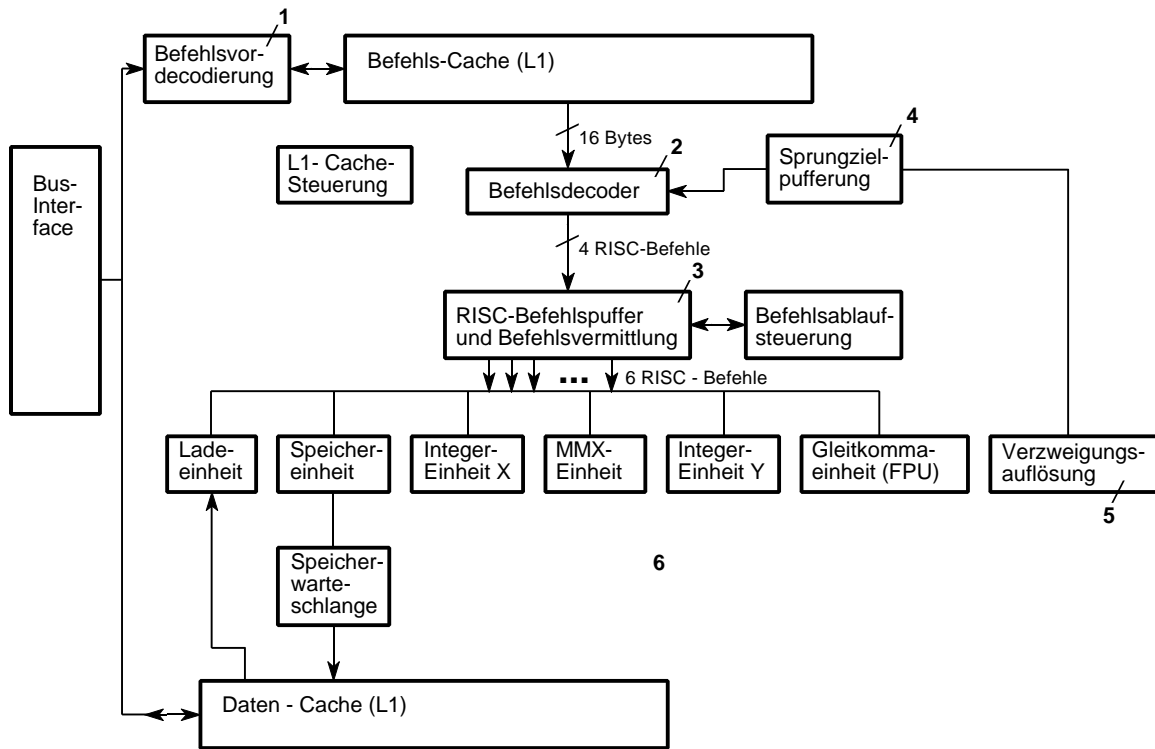 1
Befehlsvor-
decodierung
Befehls-Cache (L1)
16 Bytes
Bus-
Inter-
face
L1- Cache-
Steuerung
2
Befehlsdecoder
4
Sprungziel-
pufferung
4 RISC-Befehle
3
RISC-Befehlspuffer
und Befehlsvermittlung
Befehlsablauf-
steuerung
...
6 RISC - Befehle
Lade-
einheit
Speicher-
einheit
Integer-
Einheit X
MMX-
Einheit
Integer-
Einheit Y
Gleitkomma-
einheit (FPU)
Verzweigungs-
auflösung
5
Speicher-
warte-
schlange
6
Daten - Cache (L1)